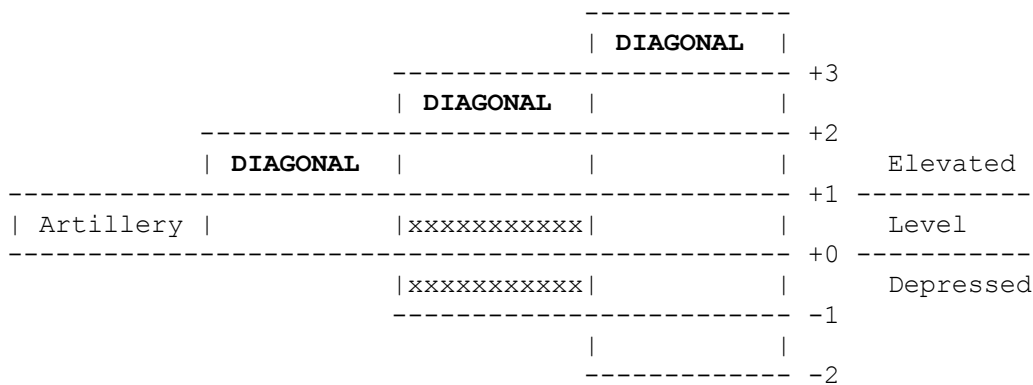 -------------
| DIAGONAL |
------------------------- +3
| DIAGONAL | |
------------------------------------- +2
| DIAGONAL | | | Elevated
------------------------------------------------- +1 -----------
| Artillery | |xxxxxxxxxxx| | Level
------------------------------------------------- +0 -----------
|xxxxxxxxxxx| | Depressed
------------------------- -1
| |
------------- -2